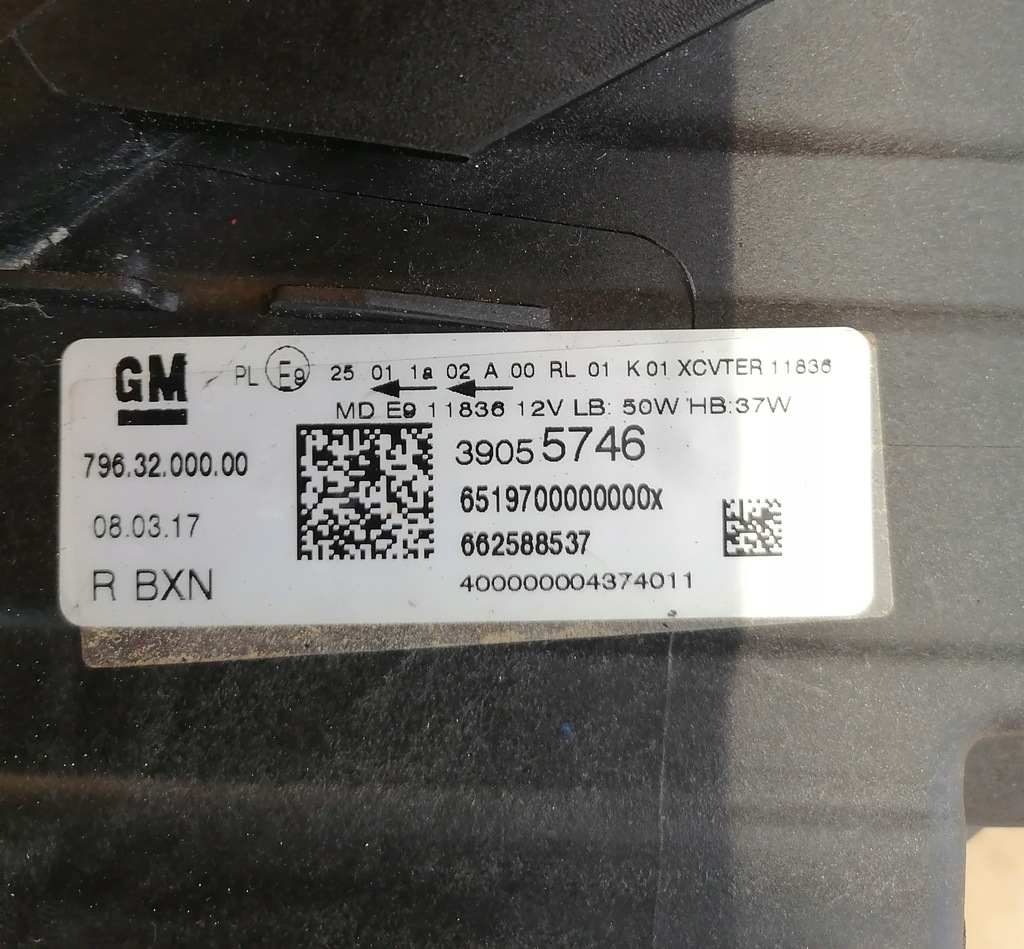 GM
PL E9 25 01 1a 02 A 00 RL 01 K 01 XCVTER 11836
MD E9 11836 12V LB: 50W HB:37W
796.32.000.00
3905 5746
08.03.17
6519700000000x
662588537
R BXN
400000004374011